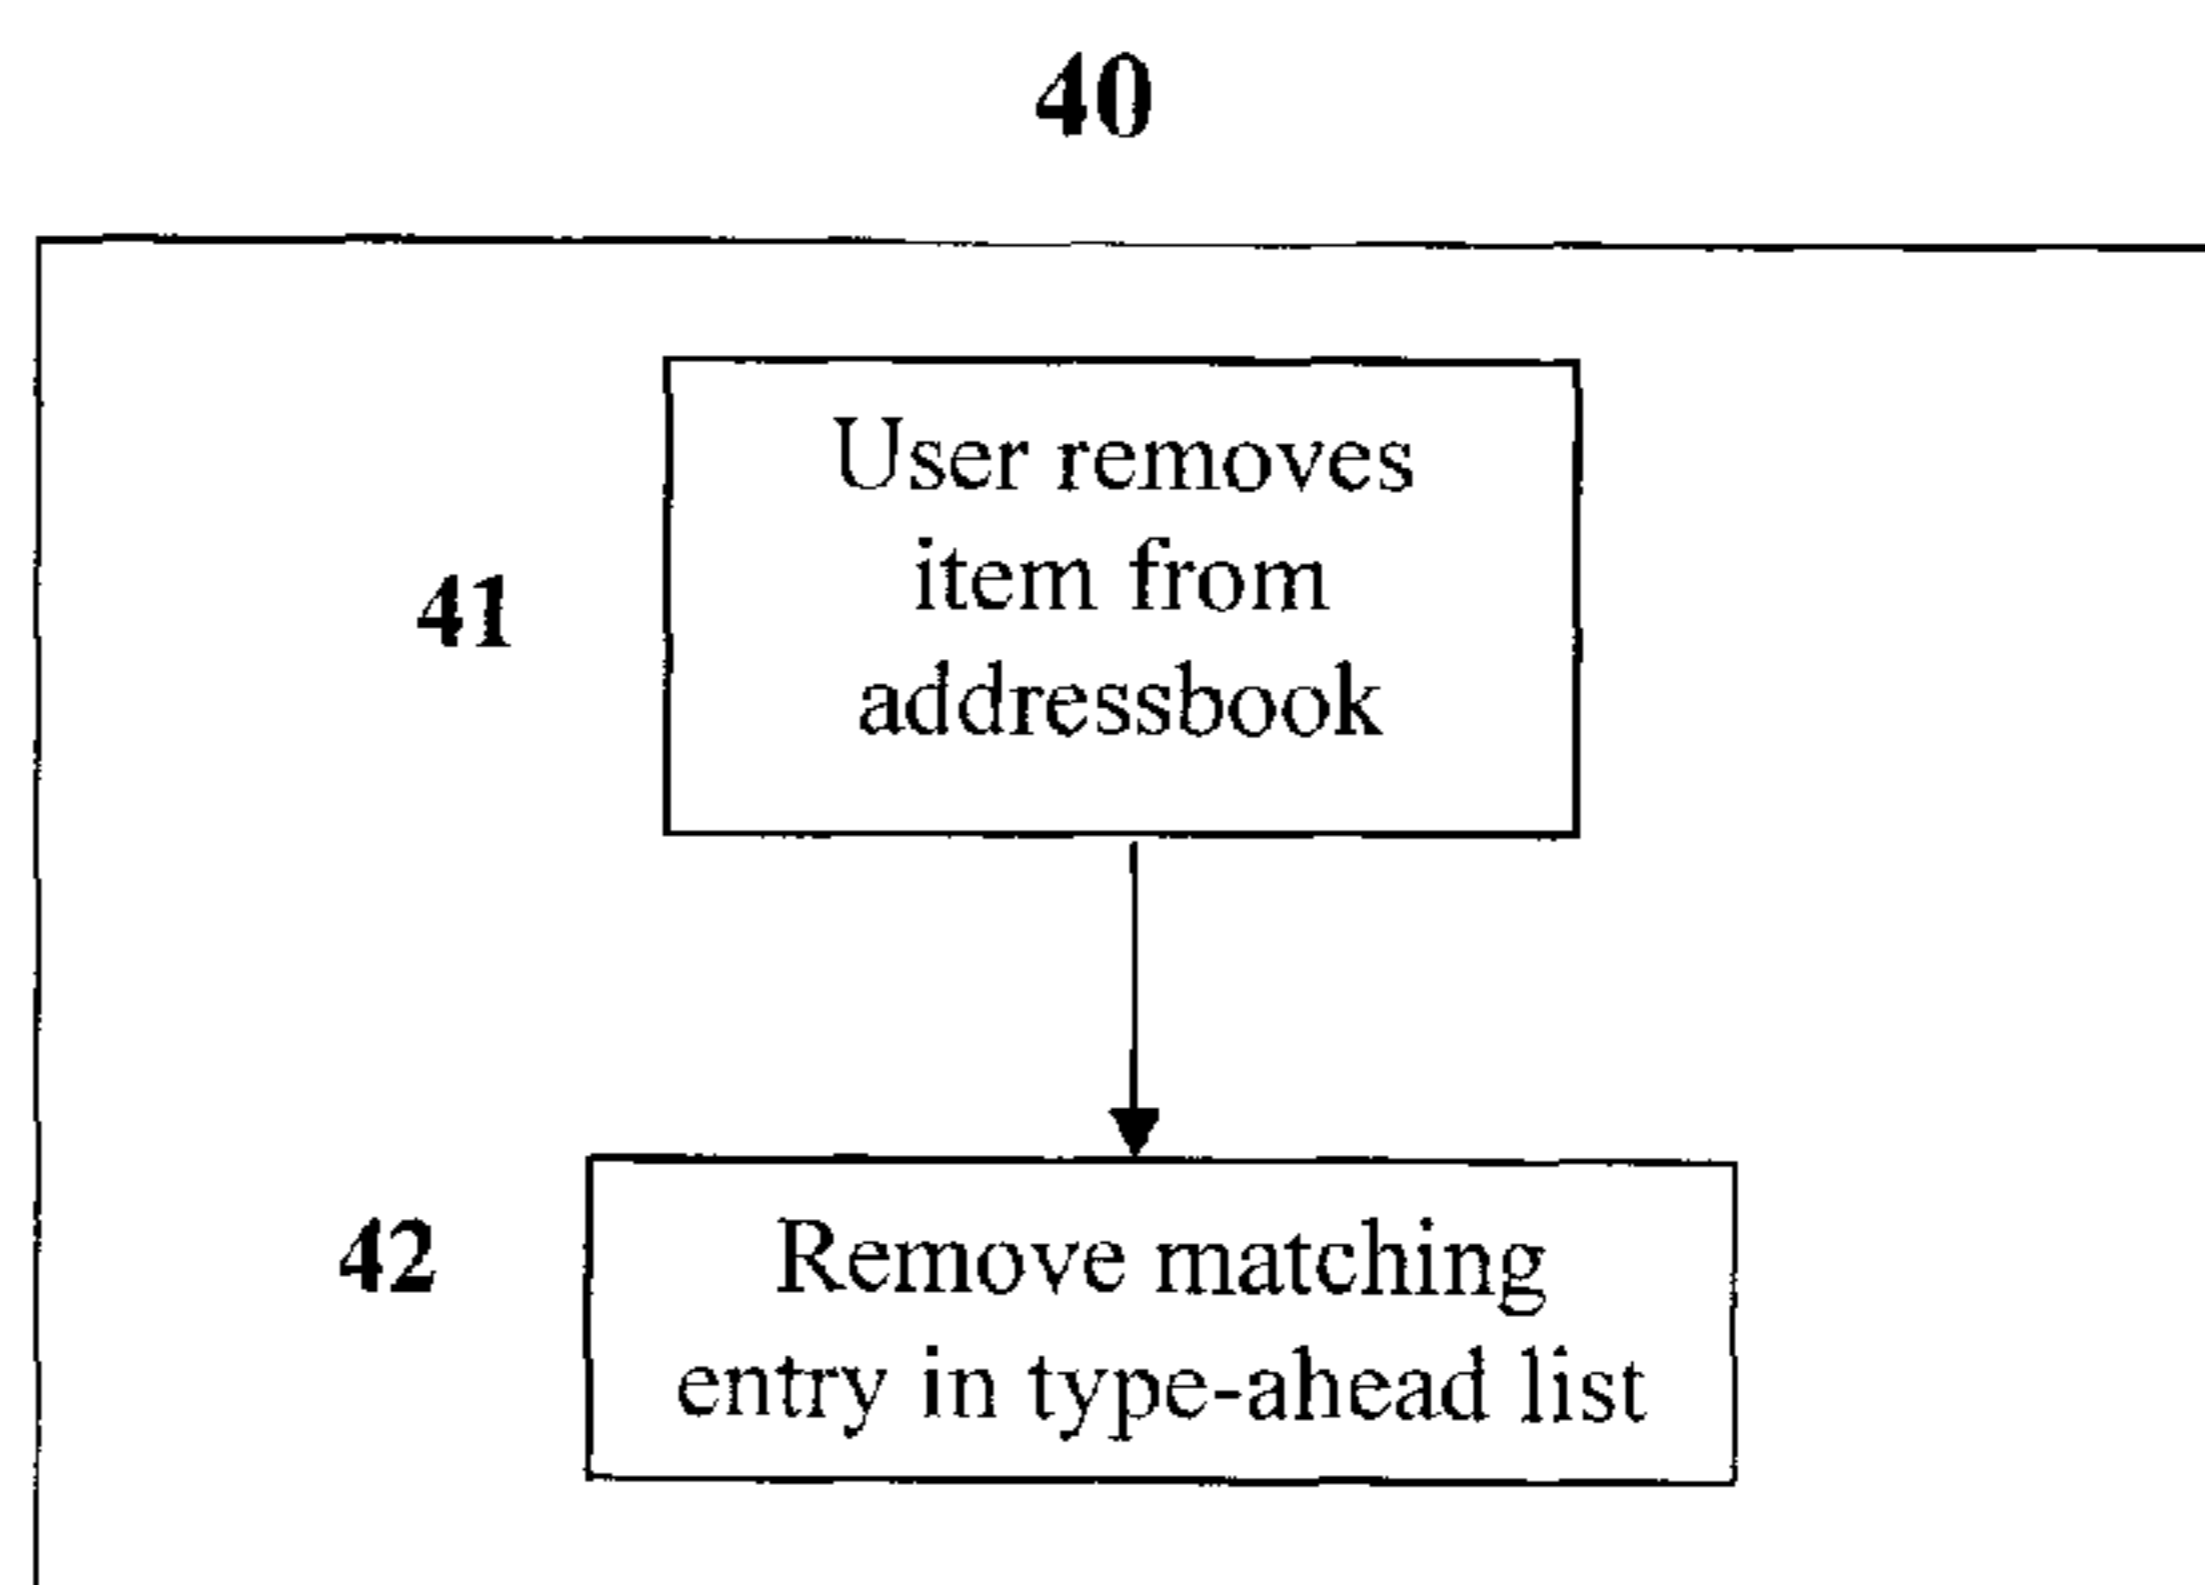 40
User removes
item from
addressbook
41
Remove matching
entry in type-ahead list
42